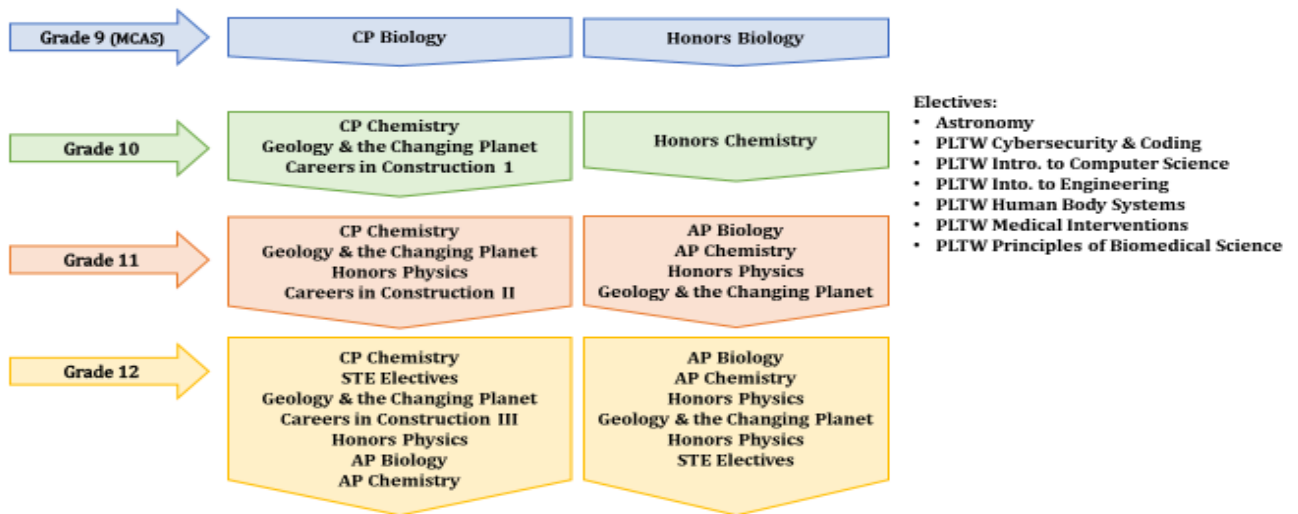 Grade 9 (MCAS)
CP Biology
Honors Biology
Grade 10
CP Chemistry
Geology & the Changing Planet
Careers in Construction 1
Honors Chemistry
Grade 11
CP Chemistry
Geology & the Changing Planet
Honors Physics
Careers in Construction II
AP Biology
AP Chemistry
Honors Physics
Geology & the Changing Planet
Grade 12
CP Chemistry
STE Electives
Geology & the Changing Planet
Careers in Construction III
Honors Physics
AP Biology
AP Chemistry
AP Biology
AP Chemistry
Honors Physics
Geology & the Changing Planet
Honors Physics
STE Electives
Electives:
• Astronomy
• PLTW Cybersecurity & Coding
• PLTW Intro. to Computer Science
• PLTW Into. to Engineering
• PLTW Human Body Systems
• PLTW Medical Interventions
• PLTW Principles of Biomedical Science